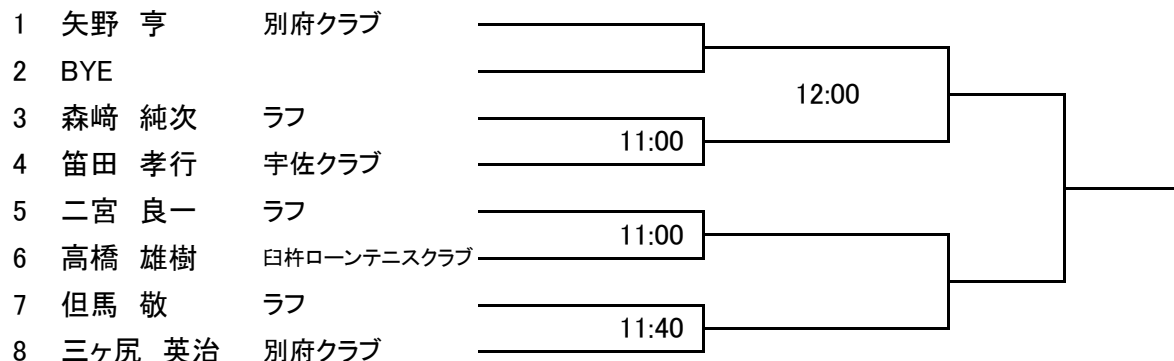 1 矢野 亨 別府クラブ
2 BYE
12:00
3 森﨑 純次 ラフ
11:00
4 笛田 孝行 宇佐クラブ
5 二宮 良一 ラフ
11:00
6 高橋 雄樹 臼杵ローンテニスクラブ
7 但馬 敬 ラフ
11:40
8 三ヶ尻 英治 別府クラブ